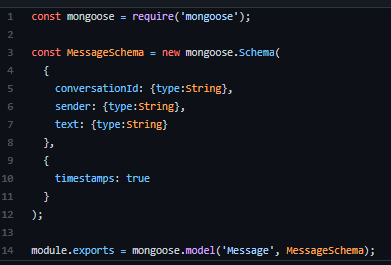 1 const mongoose = require('mongoose');
2
3 const MessageSchema = new mongoose.Schema(
4   {
5     conversationId: {type:String},
6     sender: {type:String},
7     text: {type:String}
8   },
9   {
10     timestamps: true
11   }
12 );
13
14 module.exports = mongoose.model('Message', MessageSchema);